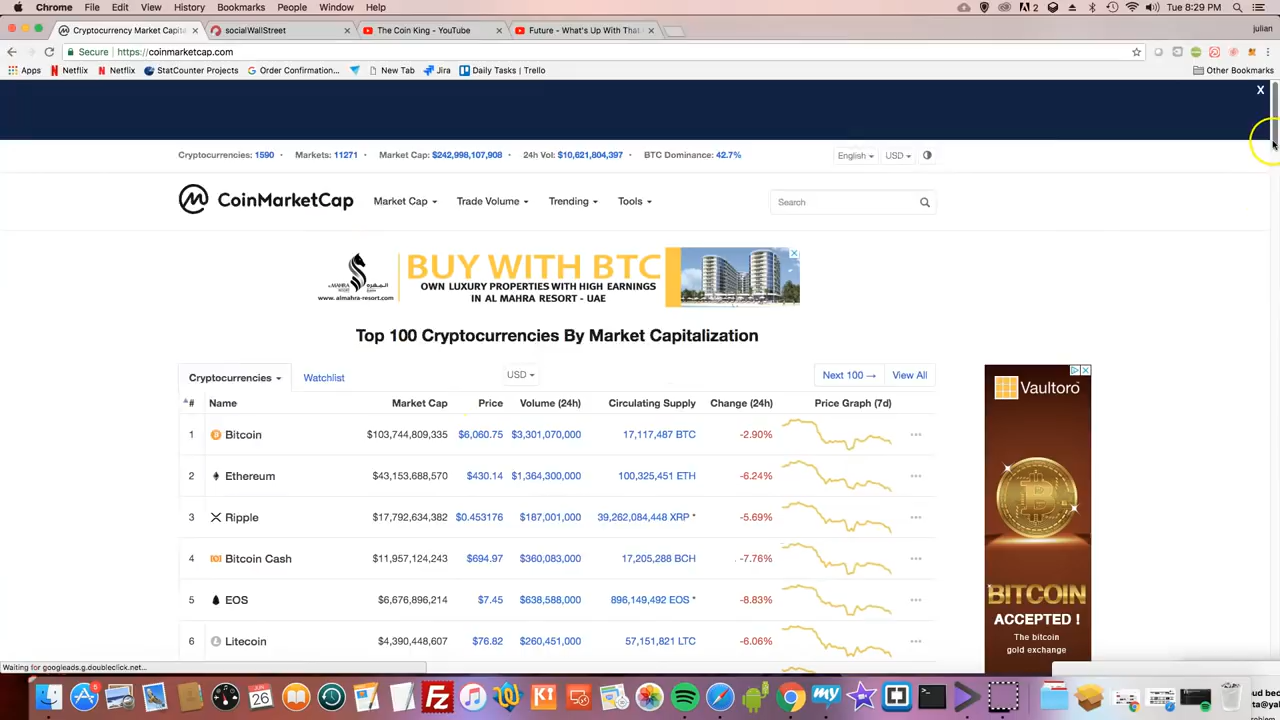 Chrome File Edit View History Bookmarks People Window Help 2 Tue 8:29 PM
Cryptocurrency Market Capita socialWallStreet The Coin King - YouTube Future - What's Up With That julian
Secure https://coinmarketcap.com
Apps Netflix Netflix StatCounter Projects Order Confirmation... New Tab Jira Daily Tasks | Trello Other Bookmarks
X
Cryptocurrencies: 1590 • Markets: 11271 • Market Cap: $242,998,107,908 • 24h Vol: $10,621,804,397 • BTC Dominance: 42.7% English USD
CoinMarketCap Market Cap Trade Volume Trending Tools Search
BUY WITH BTC
OWN LUXURY PROPERTIES WITH HIGH EARNINGS
www.almahra-resort.com IN AL MAHRA RESORT - UAE
Top 100 Cryptocurrencies By Market Capitalization
Cryptocurrencies Watchlist USD Next 100 → View All
# Name Market Cap Price Volume (24h) Circulating Supply Change (24h) Price Graph (7d)
1 Bitcoin $103,744,809,335 $6,060.75 $3,301,070,000 17,117,487 BTC -2.90%
2 Ethereum $43,153,688,570 $430.14 $1,364,300,000 100,325,451 ETH -6.24%
3 Ripple $17,792,634,382 $0.453176 $187,001,000 39,262,084,448 XRP * -5.69%
4 Bitcoin Cash $11,957,124,243 $694.97 $360,083,000 17,205,288 BCH -7.76%
5 EOS $6,676,896,214 $7.45 $638,588,000 896,149,492 EOS * -8.83%
6 Litecoin $4,390,448,607 $76.82 $260,451,000 57,151,821 LTC -6.06%
Vaultoro
BITCOIN
ACCEPTED !
The bitcoin
gold exchange
Waiting for googleads.g.doubleclick.net...
26